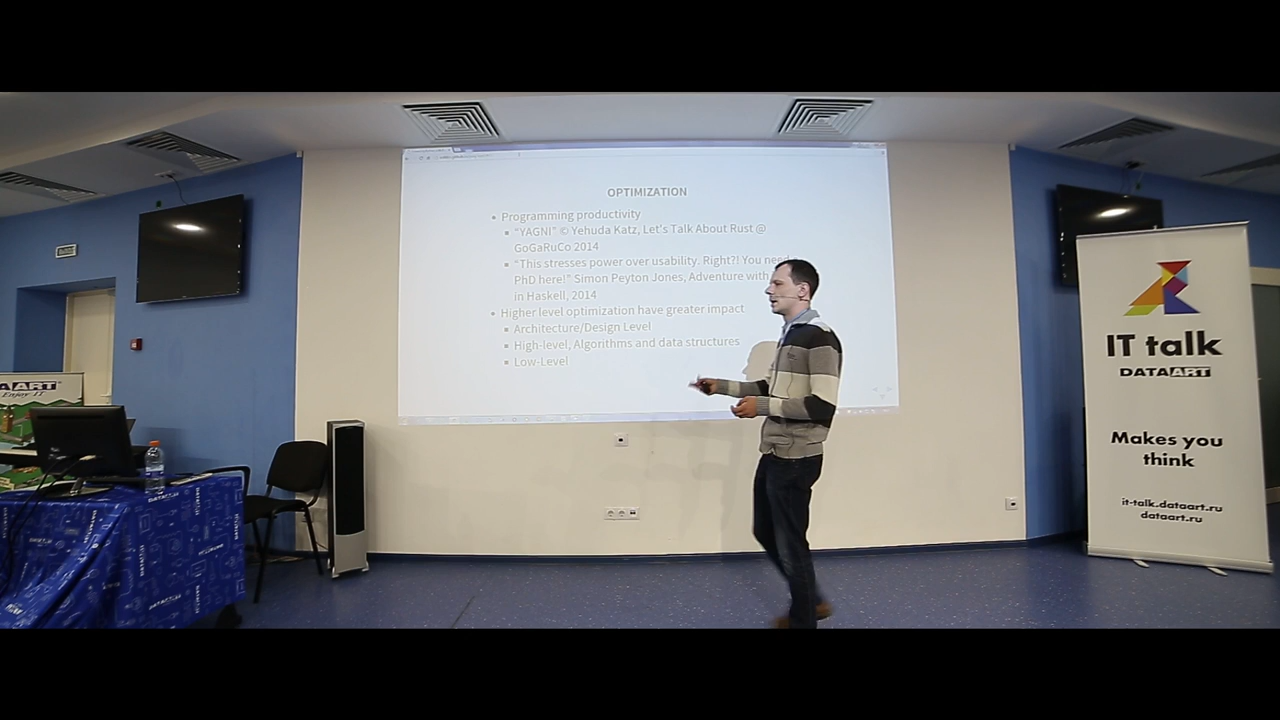 OPTIMIZATION
Programming productivity
"YAGNI" © Yehuda Katz, Let's Talk About Rust @
GoGaRuCo 2014
"This stresses power over usability. Right?! You need
PhD here!" Simon Peyton Jones, Adventure with
in Haskell, 2014
Higher level optimization have greater impact
Architecture/Design Level
High-level, Algorithms and data structures
Low-Level
IT talk
DATAART
Makes you
think
it-talk.dataart.ru
dataart.ru
Enjoy IT